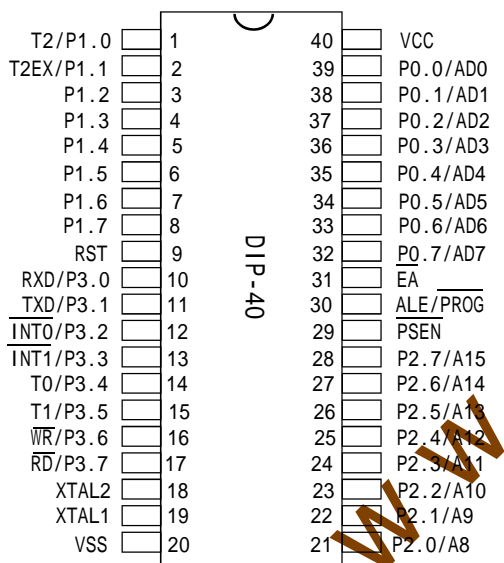 T2/P1.0 1 40 VCC
T2EX/P1.1 2 39 P0.0/AD0
P1.2 3 38 P0.1/AD1
P1.3 4 37 P0.2/AD2
P1.4 5 36 P0.3/AD3
P1.5 6 35 P0.4/AD4
P1.6 7 34 P0.5/AD5
P1.7 8 33 P0.6/AD6
RST 9 32 P0.7/AD7
RXD/P3.0 10 31 EA
TXD/P3.1 11 30 ALE/PROG
INT0/P3.2 12 29 PSEN
INT1/P3.3 13 28 P2.7/A15
T0/P3.4 14 27 P2.6/A14
T1/P3.5 15 26 P2.5/A13
WR/P3.6 16 25 P2.4/A12
RD/P3.7 17 24 P2.3/A11
XTAL2 18 23 P2.2/A10
XTAL1 19 22 P2.1/A9
VSS 20 21 P2.0/A8
DIP-40
W W